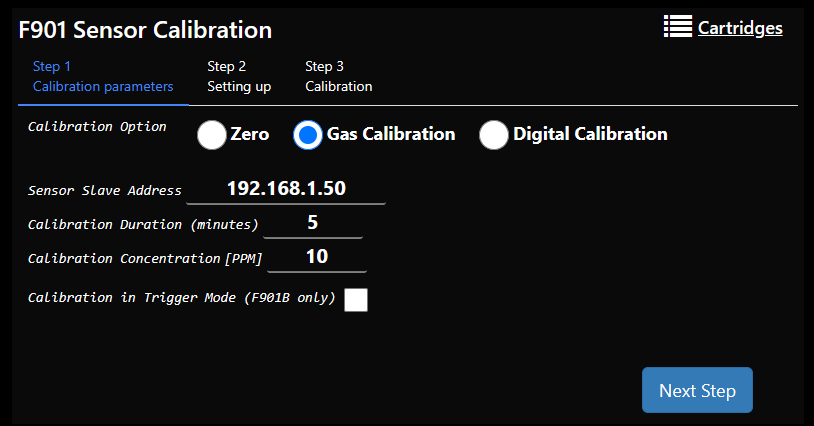 F901 Sensor Calibration
Cartridges
Step 1
Calibration parameters
Step 2
Setting up
Step 3
Calibration
Calibration Option
Zero
Gas Calibration
Digital Calibration
Sensor Slave Address 192.168.1.50
Calibration Duration (minutes) 5
Calibration Concentration [PPM] 10
Calibration in Trigger Mode (F901B only)
Next Step